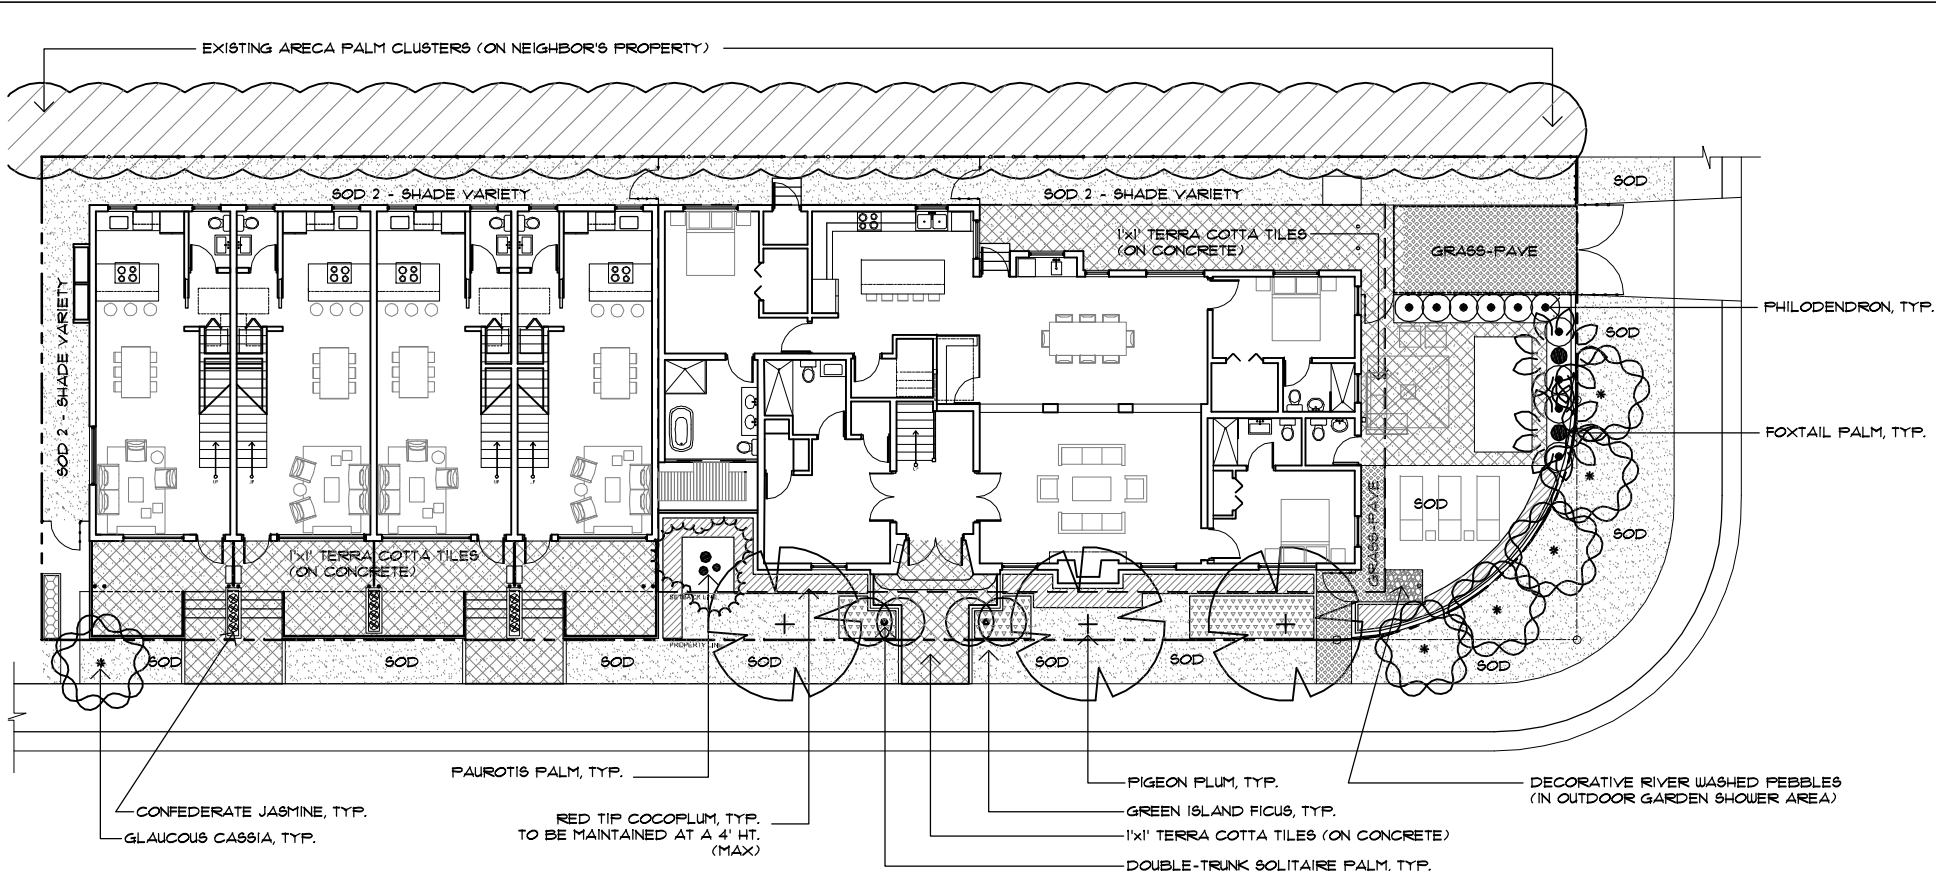 EXISTING ARECA PALM CLUSTERS (ON NEIGHBOR'S PROPERTY)
SOD 2 - SHADE VARIETY
SOD 2 - SHADE VARIETY
SOD
1'x1' TERRA COTTA TILES
(ON CONCRETE)
GRASS-PAVE
SOD 2 - SHADE VARIETY
PHILODENDRON, TYP.
SOD
FOXTAIL PALM, TYP.
SOD
GRASS-PAVE
SOD
1'x1' TERRA COTTA TILES
(ON CONCRETE)
SETBACK LINE
PROPERTY LINE
SOD
SOD
SOD
SOD
SOD
SOD
SOD
PAUROTIS PALM, TYP.
PIGEON PLUM, TYP.
DECORATIVE RIVER WASHED PEBBLES
(IN OUTDOOR GARDEN SHOWER AREA)
CONFEDERATE JASMINE, TYP.
GREEN ISLAND FICUS, TYP.
RED TIP COCOPLUM, TYP.
TO BE MAINTAINED AT A 4' HT.
(MAX)
GLAUCOUS CASSIA, TYP.
1'x1' TERRA COTTA TILES (ON CONCRETE)
DOUBLE-TRUNK SOLITAIRE PALM, TYP.